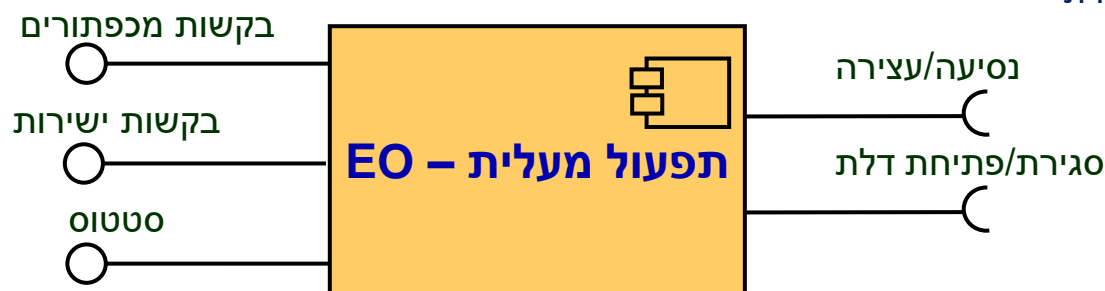 בקשות מכפתורים
נסיעה/עצירה
בקשות ישירות
תפעול מעלית – EO
סגירת/פתיחת דלת
סטטוס